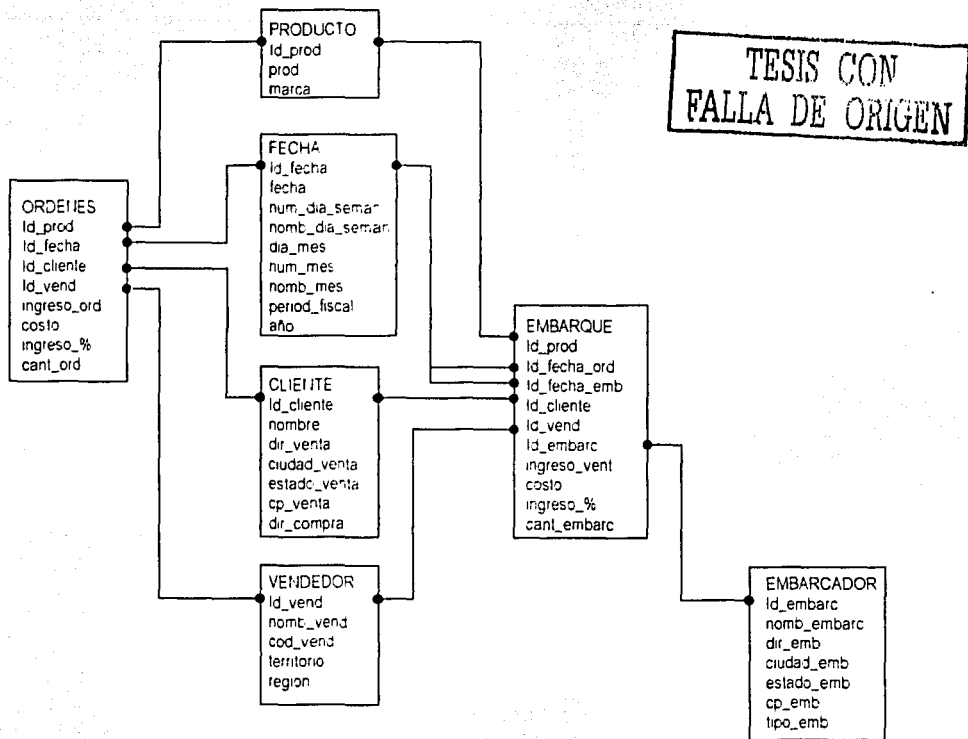 PRODUCTO
Id_prod
prod
marca
TESIS CON
FALLA DE ORIGEN
FECHA
Id_fecha
fecha
num_dia_seman
nomb_dia_seman
dia_mes
num_mes
nomb_mes
period_fiscal
año
ORDENES
Id_prod
Id_fecha
Id_cliente
Id_vend
ingreso_ord
costo
ingreso_%
cant_ord
CLIENTE
Id_cliente
nombre
dir_venta
ciudad_venta
estado_venta
cp_venta
dir_compra
EMBARQUE
Id_prod
Id_fecha_ord
Id_fecha_emb
Id_cliente
Id_vend
Id_embarc
ingreso_vent
costo
ingreso_%
cant_embarc
VENDEDOR
Id_vend
nomb_vend
cod_vend
territorio
region
EMBARCADOR
Id_embarc
nomb_embarc
dir_emb
ciudad_emb
estado_emb
cp_emb
tipo_emb